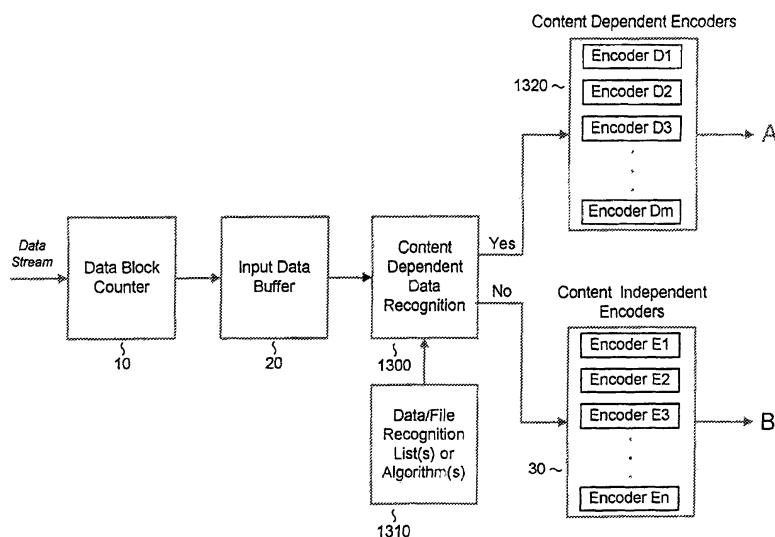 Content Dependent Encoders
Encoder D1
1320
Encoder D2
Encoder D3
A
Encoder Dm
Data
Stream
Data Block
Counter
10
Input Data
Buffer
20
Content
Dependent
Data
Recognition
1300
Yes
No
Data/File
Recognition
List(s) or
Algorithm(s)
1310
Content Independent
Encoders
Encoder E1
Encoder E2
Encoder E3
B
30
Encoder En